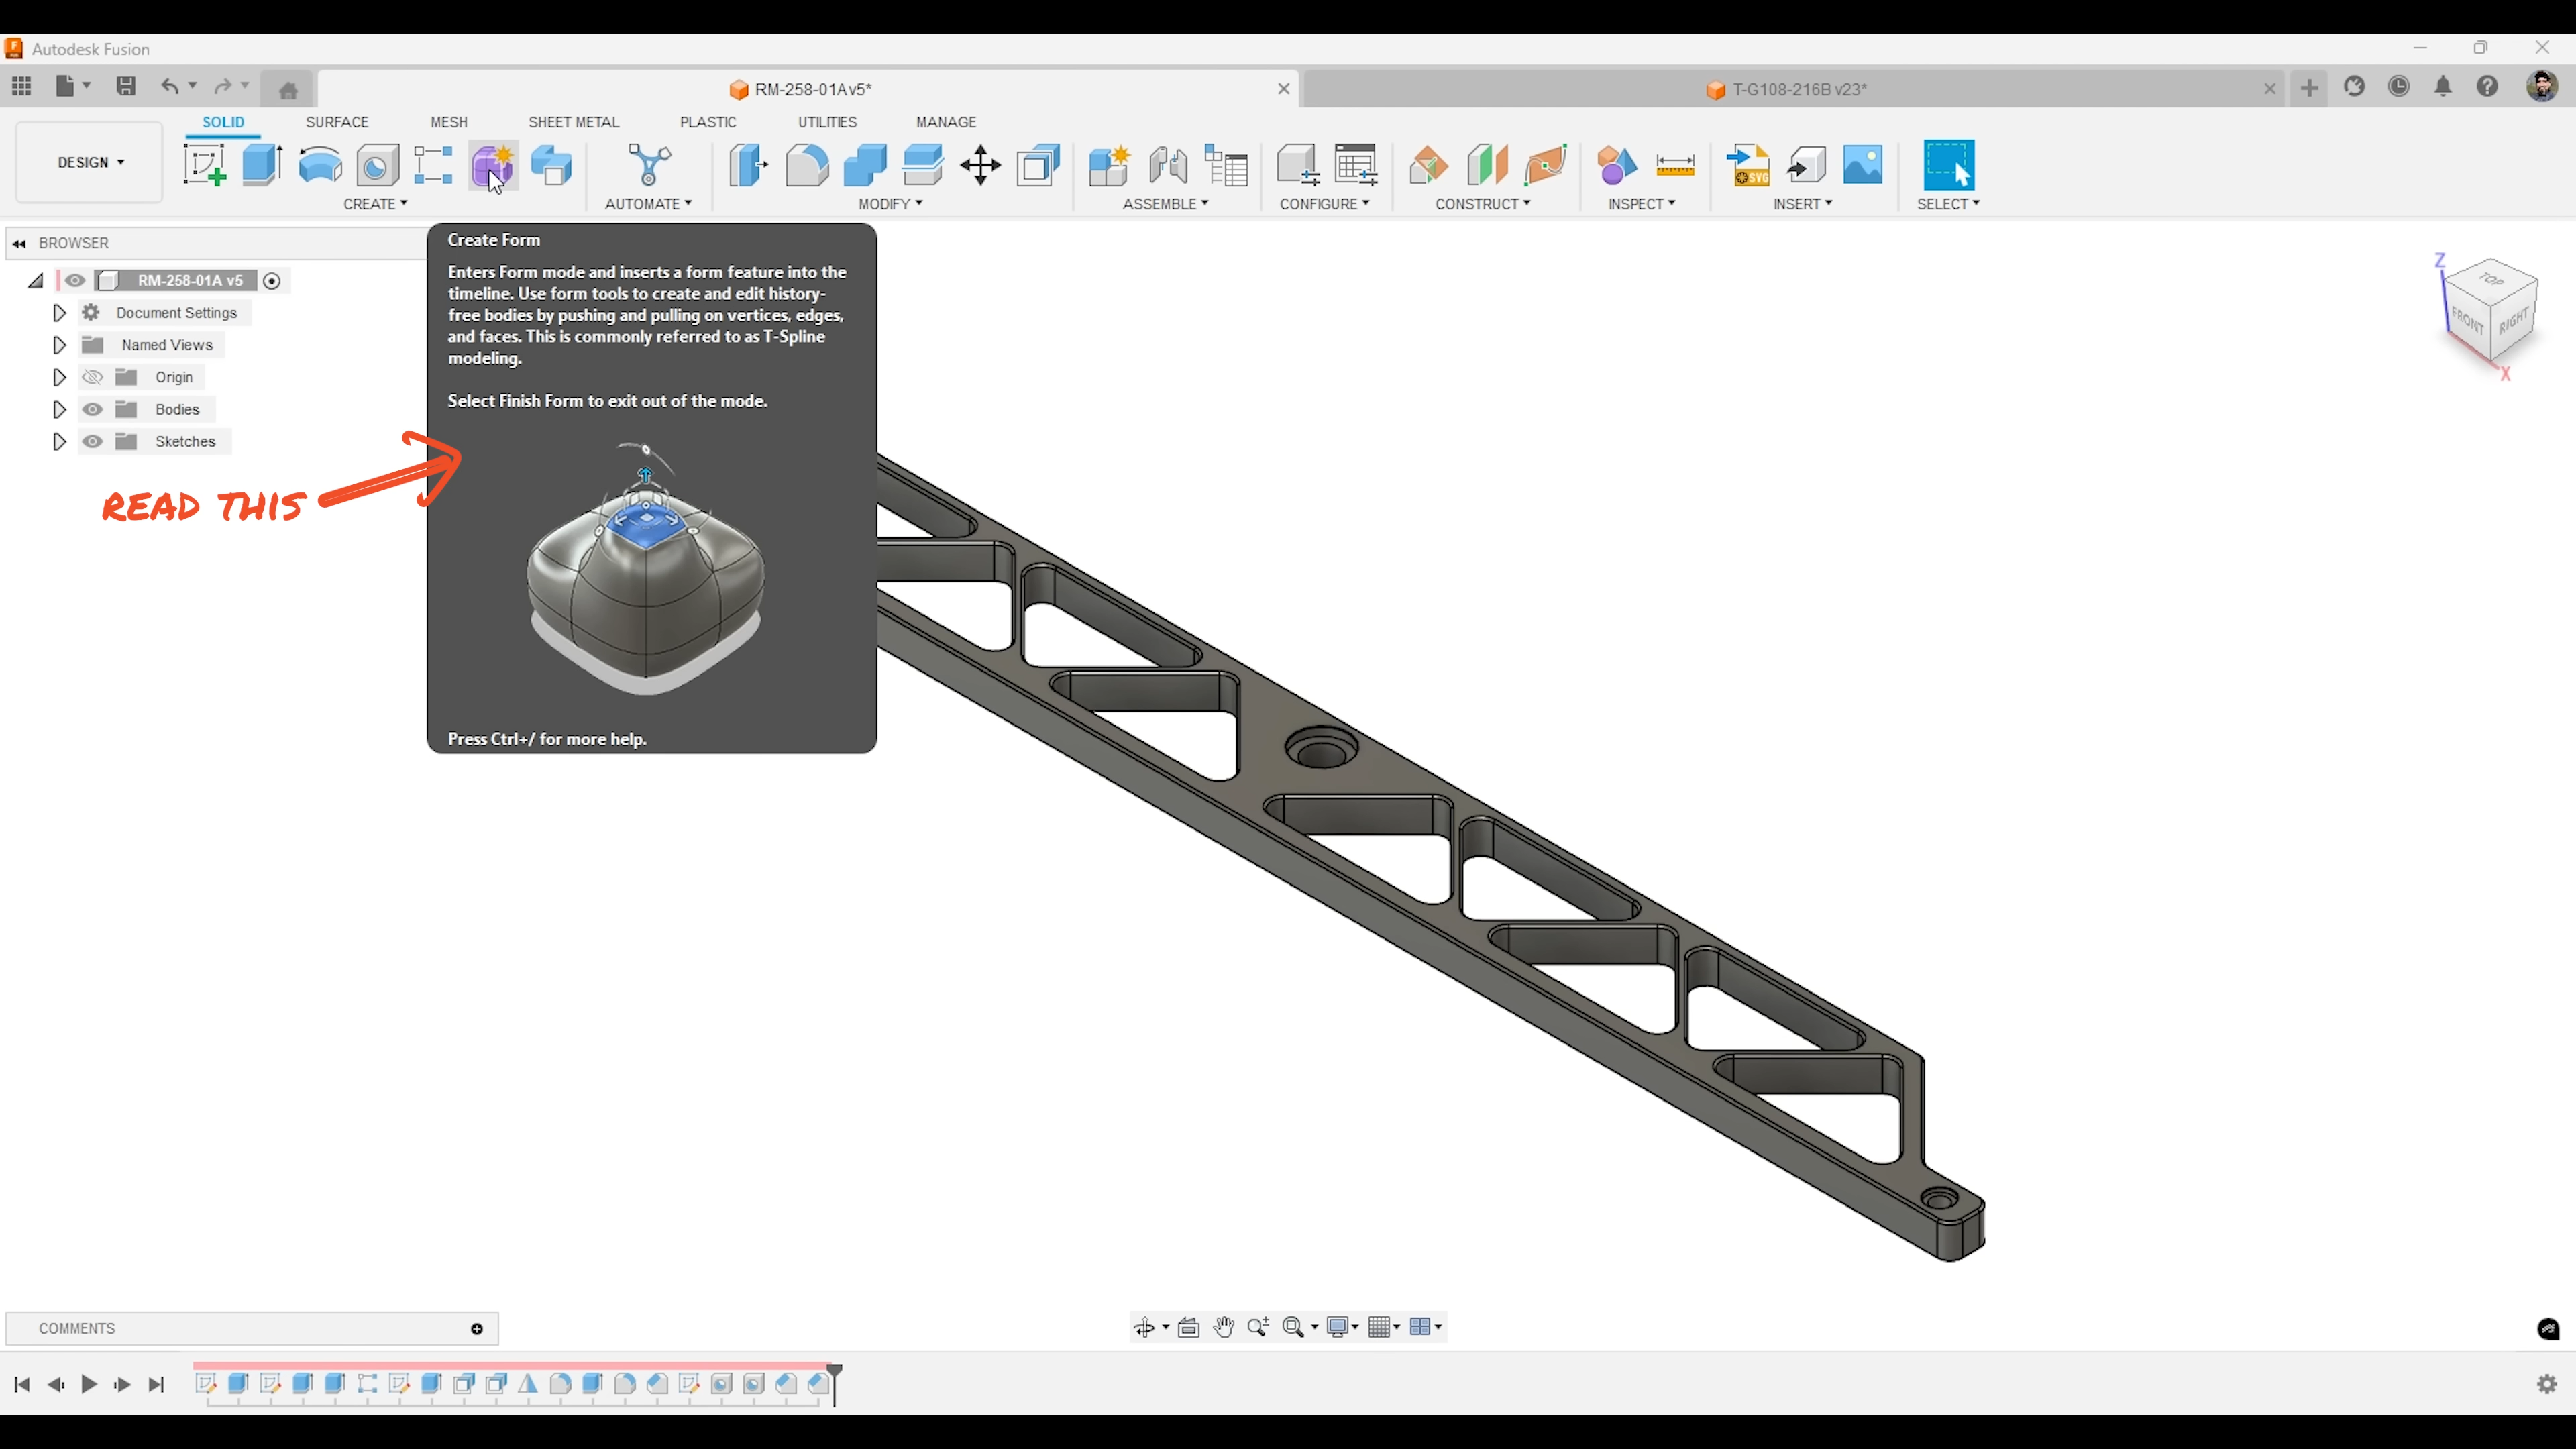 Autodesk Fusion
RM-258-01A v5*
T-G108-216B v23*
SOLID SURFACE MESH SHEET METAL PLASTIC UTILITIES MANAGE
DESIGN
SVG
CREATE AUTOMATE MODIFY ASSEMBLE CONFIGURE CONSTRUCT INSPECT INSERT SELECT
BROWSER
RM-258-01A v5
Document Settings
Named Views
Origin
Bodies
Sketches
READ THIS
Create Form
Enters Form mode and inserts a form feature into the
timeline. Use form tools to create and edit history-
free bodies by pushing and pulling on vertices, edges,
and faces. This is commonly referred to as T-Spline
modeling.
Select Finish Form to exit out of the mode.
Press Ctrl+/ for more help.
Z
TOP
FRONT RIGHT
X
COMMENTS